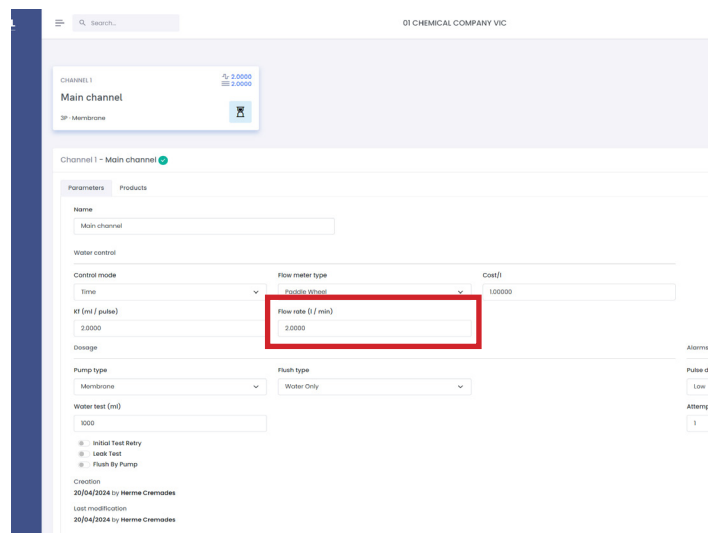 Search...
01 CHEMICAL COMPANY VIC
CHANNEL 1
2.0000
2.0000
Main channel
3P - Membrane
Channel 1 - Main channel
Parameters Products
Name
Main channel
Water control
Control mode Flow meter type Cost/l
Time Paddle Wheel 1.00000
Kf (ml / pulse) Flow rate (l / min)
2.0000 2.0000
Dosage Alarms
Pump type Flush type Pulse d
Membrane Water Only Low
Water test (ml) Attemp
1000 1
Initial Test Retry
Leak Test
Flush By Pump
Creation
20/04/2024 by Herme Cremades
Last modification
20/04/2024 by Herme Cremades